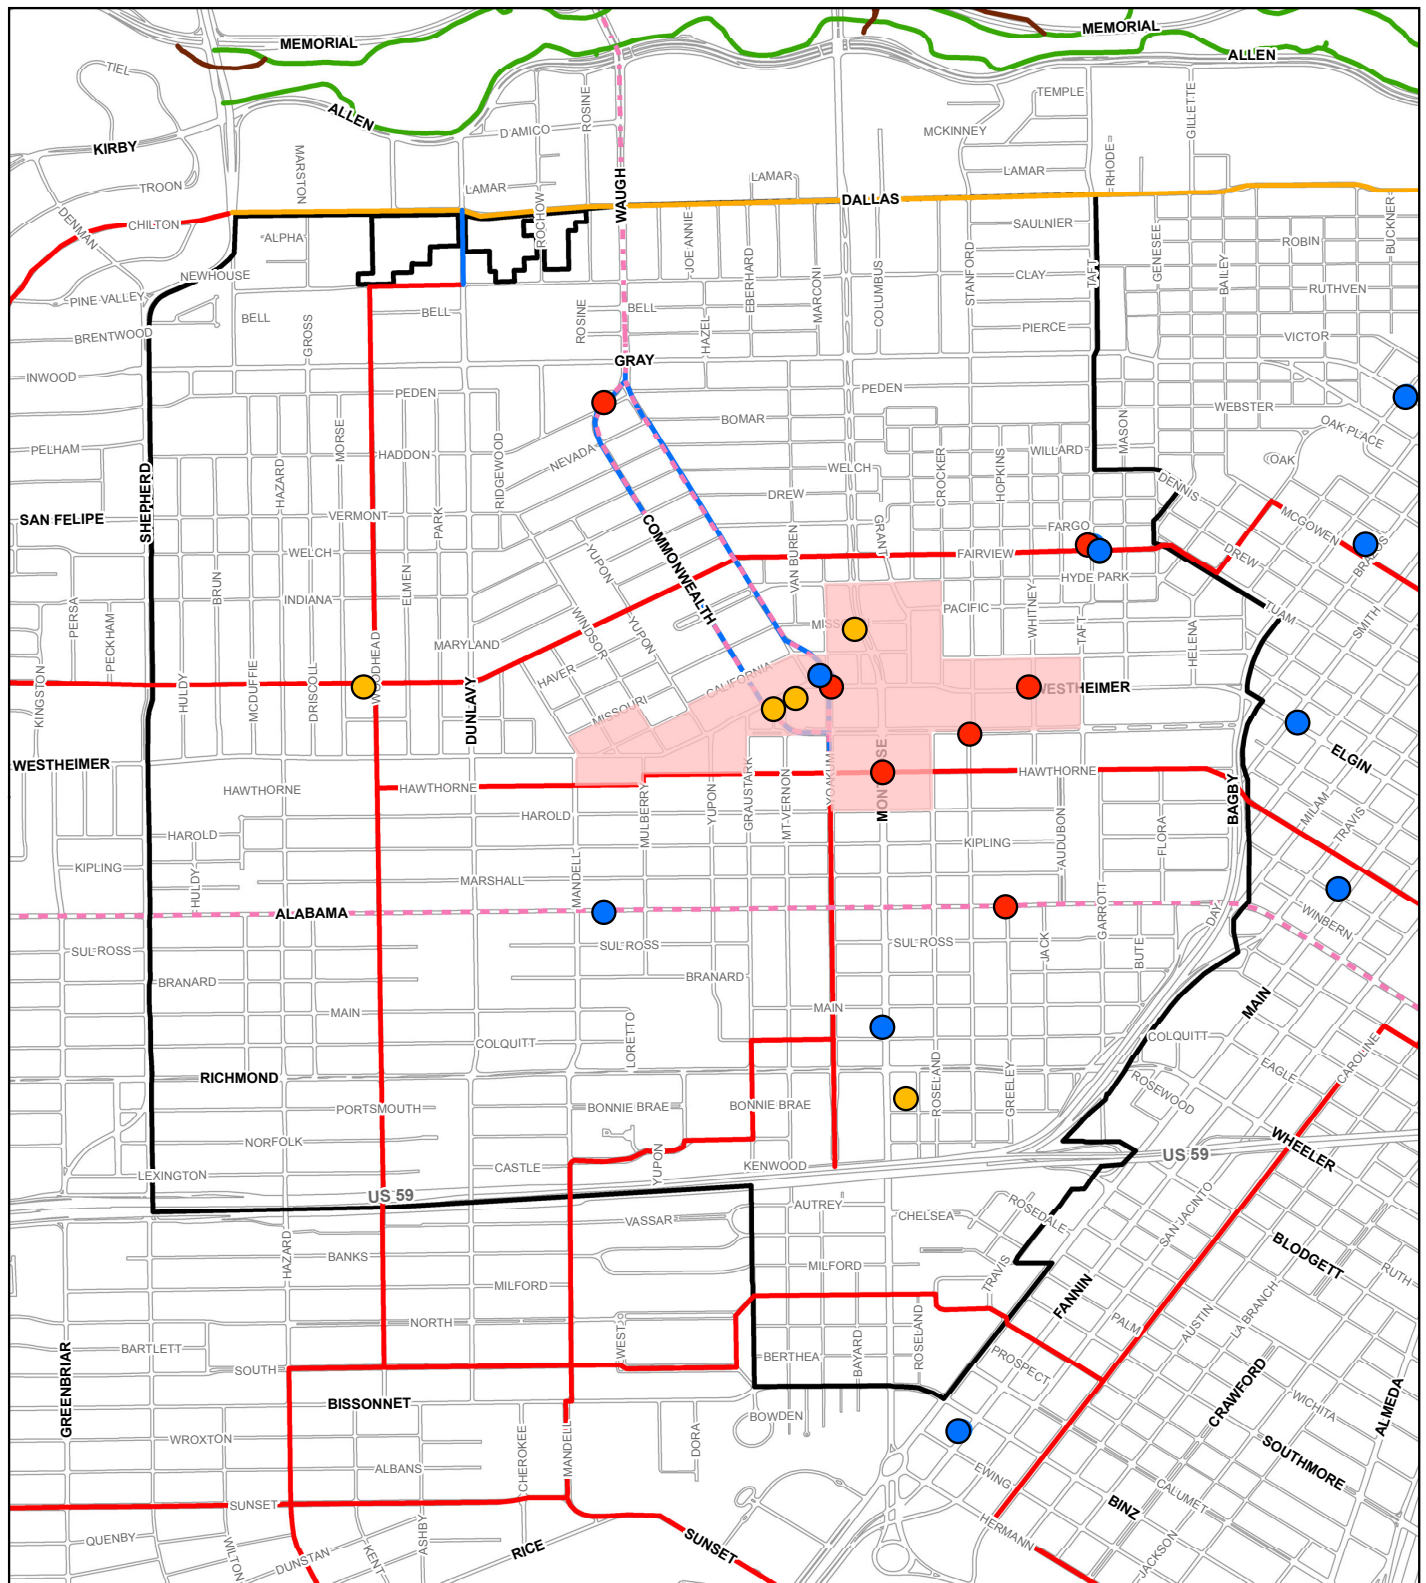 MEMORIAL
MEMORIAL
ALLEN
TIEL
ALLEN
TEMPLE
GILLETTE
ROSINE
D'AMICO
MCKINNEY
KIRBY
MARSTON
RHODE
TROON
LAMAR
WAUGH
LAMAR
LAMAR
DALLAS
DENMAN
CHILTON
ROCHOW
SAULNIER
BUCKNER
ALPHA
JOE ANNIE
GENESEE
ROBIN
NEWHOUSE
EBERHARD
MARCONI
COLUMBUS
STANFORD
CLAY
TAFT
BAILEY
RUTHVEN
PINE VALLEY
BELL
GROSS
BELL
ROSINE
BELL
HAZEL
PIERCE
BRENTWOOD
VICTOR
GRAY
INWOOD
PEDEN
PEDEN
WEBSTER
BOMAR
MASON
OAK PLACE
PELHAM
MORSE
HADDON
RIDGEWOOD
NEVADA
WELCH
CROCKER
HOPKINS
WILLARD
OAK
SHEPHERD
HAZARD
DENNIS
DREW
SAN FELIPE
VERMONT
PARK
COMMONWEALTH
VAN BUREN
GRANT
FARGO
MCGOWEN
WELCH
YUPON
FAIRVIEW
DREW
BRAZOS
BRUN
ELMEN
HYDE PARK
PERSA
INDIANA
PACIFIC
WHITNEY
TUAM
SMITH
PECKHAM
WINDSOR
YUPON
TAFT
HELENA
WOODHEAD
MARYLAND
KINGSTON
HULDY
MCDUFFIE
DRISCOLL
HAVER
CALIFORNIA
WESTHEIMER
DUNLAVY
MISSOURI
ELGIN
WESTHEIMER
HAWTHORNE
HAWTHORNE
MULBERRY
YUPON
GRAUSTARK
MT VERNON
YOAKUM
HAWTHORNE
BAGBY
MILAM
TRAVIS
HAROLD
HAROLD
KIPLING
AUDUBON
FLORA
KIPLING
HULDY
MARSHALL
MANDELL
GARROTT
ALABAMA
DAY
WINBERN
SUL ROSS
SUL ROSS
SUL ROSS
JACK
BUTE
BRANARD
BRANARD
MAIN
MAIN
MAIN
COLQUITT
LORETTO
COLQUITT
RICHMOND
ROSELAND
GREELEY
EAGLE
CAROLINE
ROSEWOOD
PORTSMOUTH
BONNIE BRAE
BONNIE BRAE
NORFOLK
WHEELER
LEXINGTON
CASTLE
YUPON
KENWOOD
US 59
US 59
AUTREY
VASSAR
CHELSEA
ROSEDALE
SAN JACINTO
HAZARD
BANKS
MILFORD
MILFORD
TRAVIS
FANNIN
BLODGETT
RUTH
LA BRANCH
NORTH
WEST
ROSELAND
PALM
AUSTIN
GREENBRIAR
BARTLETT
SOUTH
BERTHEA
BAYARD
PROSPECT
CRAWFORD
WICHITA
ALMEDA
BISSONNET
BOWDEN
WROXTON
CHEROKEE
MANDELL
DORA
SOUTHMORE
ALBANS
EWING
CALUMET
SUNSET
BINZ
HERMANN
QUENBY
WILTON
DUNSTAN
KENT
ASHBY
RICE
SUNSET
JACKSON